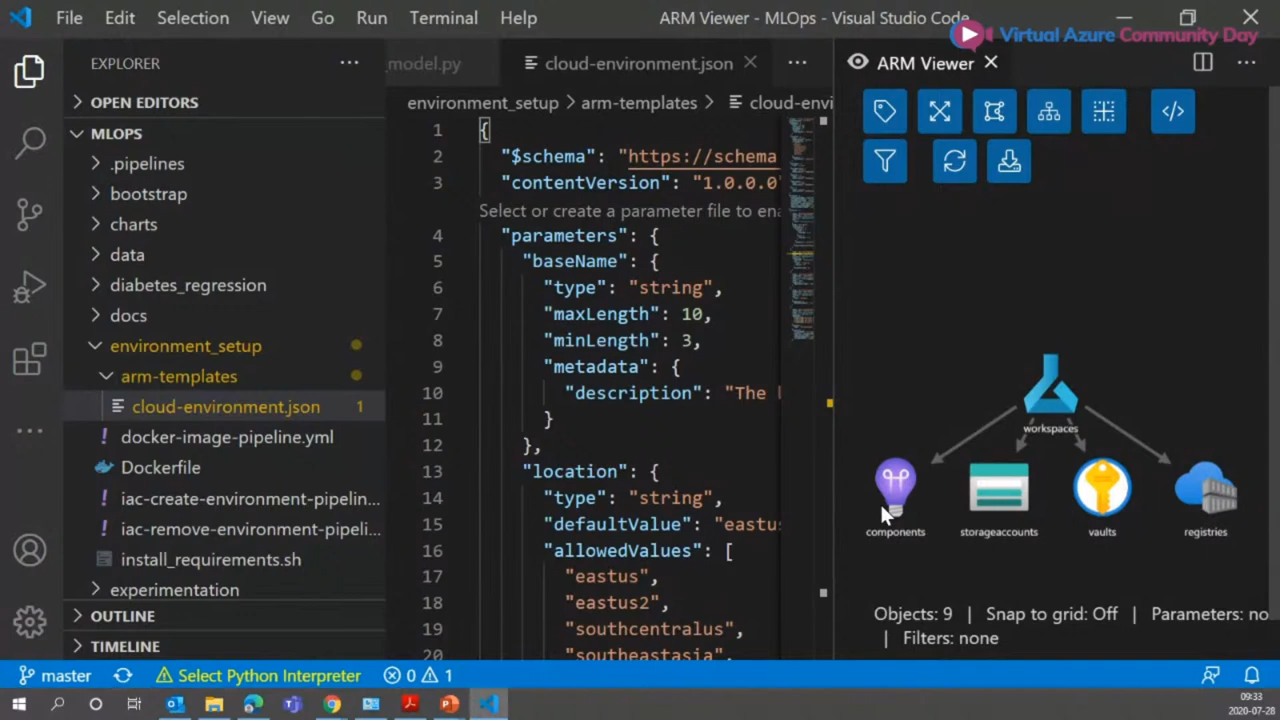 File Edit Selection View Go Run Terminal Help
ARM Viewer - MLOps - Visual Studio Code
Virtual Azure Community Day
EXPLORER
OPEN EDITORS
MLOPS
.pipelines
bootstrap
charts
data
diabetes_regression
docs
environment_setup
arm-templates
cloud-environment.json 1
docker-image-pipeline.yml
Dockerfile
iac-create-environment-pipelin...
iac-remove-environment-pipeli...
install_requirements.sh
experimentation
OUTLINE
TIMELINE
_model.py
cloud-environment.json
environment_setup > arm-templates > cloud-envi
1 {
2 "$schema": "https://schema
3 "contentVersion": "1.0.0.0"
Select or create a parameter file to ena
4 "parameters": {
5 "baseName": {
6 "type": "string",
7 "maxLength": 10,
8 "minLength": 3,
9 "metadata": {
10 "description": "The
11 }
12 },
13 "location": {
14 "type": "string",
15 "defaultValue": "eastus
16 "allowedValues": [
17 "eastus",
18 "eastus2",
19 "southcentralus",
20 "southeastasia",
ARM Viewer
workspaces
components
storageaccounts
vaults
registries
Objects: 9 | Snap to grid: Off | Parameters: no
| Filters: none
master
Select Python Interpreter
0 1
09:33
2020-07-28